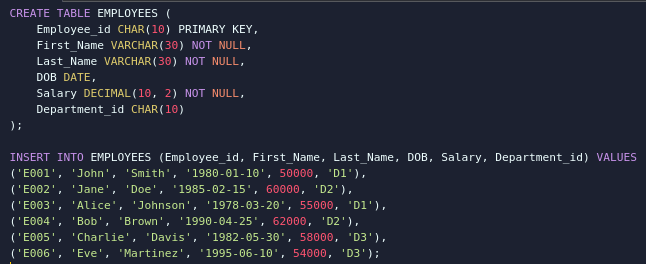 CREATE TABLE EMPLOYEES (
    Employee_id CHAR(10) PRIMARY KEY,
    First_Name VARCHAR(30) NOT NULL,
    Last_Name VARCHAR(30) NOT NULL,
    DOB DATE,
    Salary DECIMAL(10, 2) NOT NULL,
    Department_id CHAR(10)
);

INSERT INTO EMPLOYEES (Employee_id, First_Name, Last_Name, DOB, Salary, Department_id) VALUES
('E001', 'John', 'Smith', '1980-01-10', 50000, 'D1'),
('E002', 'Jane', 'Doe', '1985-02-15', 60000, 'D2'),
('E003', 'Alice', 'Johnson', '1978-03-20', 55000, 'D1'),
('E004', 'Bob', 'Brown', '1990-04-25', 62000, 'D2'),
('E005', 'Charlie', 'Davis', '1982-05-30', 58000, 'D3'),
('E006', 'Eve', 'Martinez', '1995-06-10', 54000, 'D3');